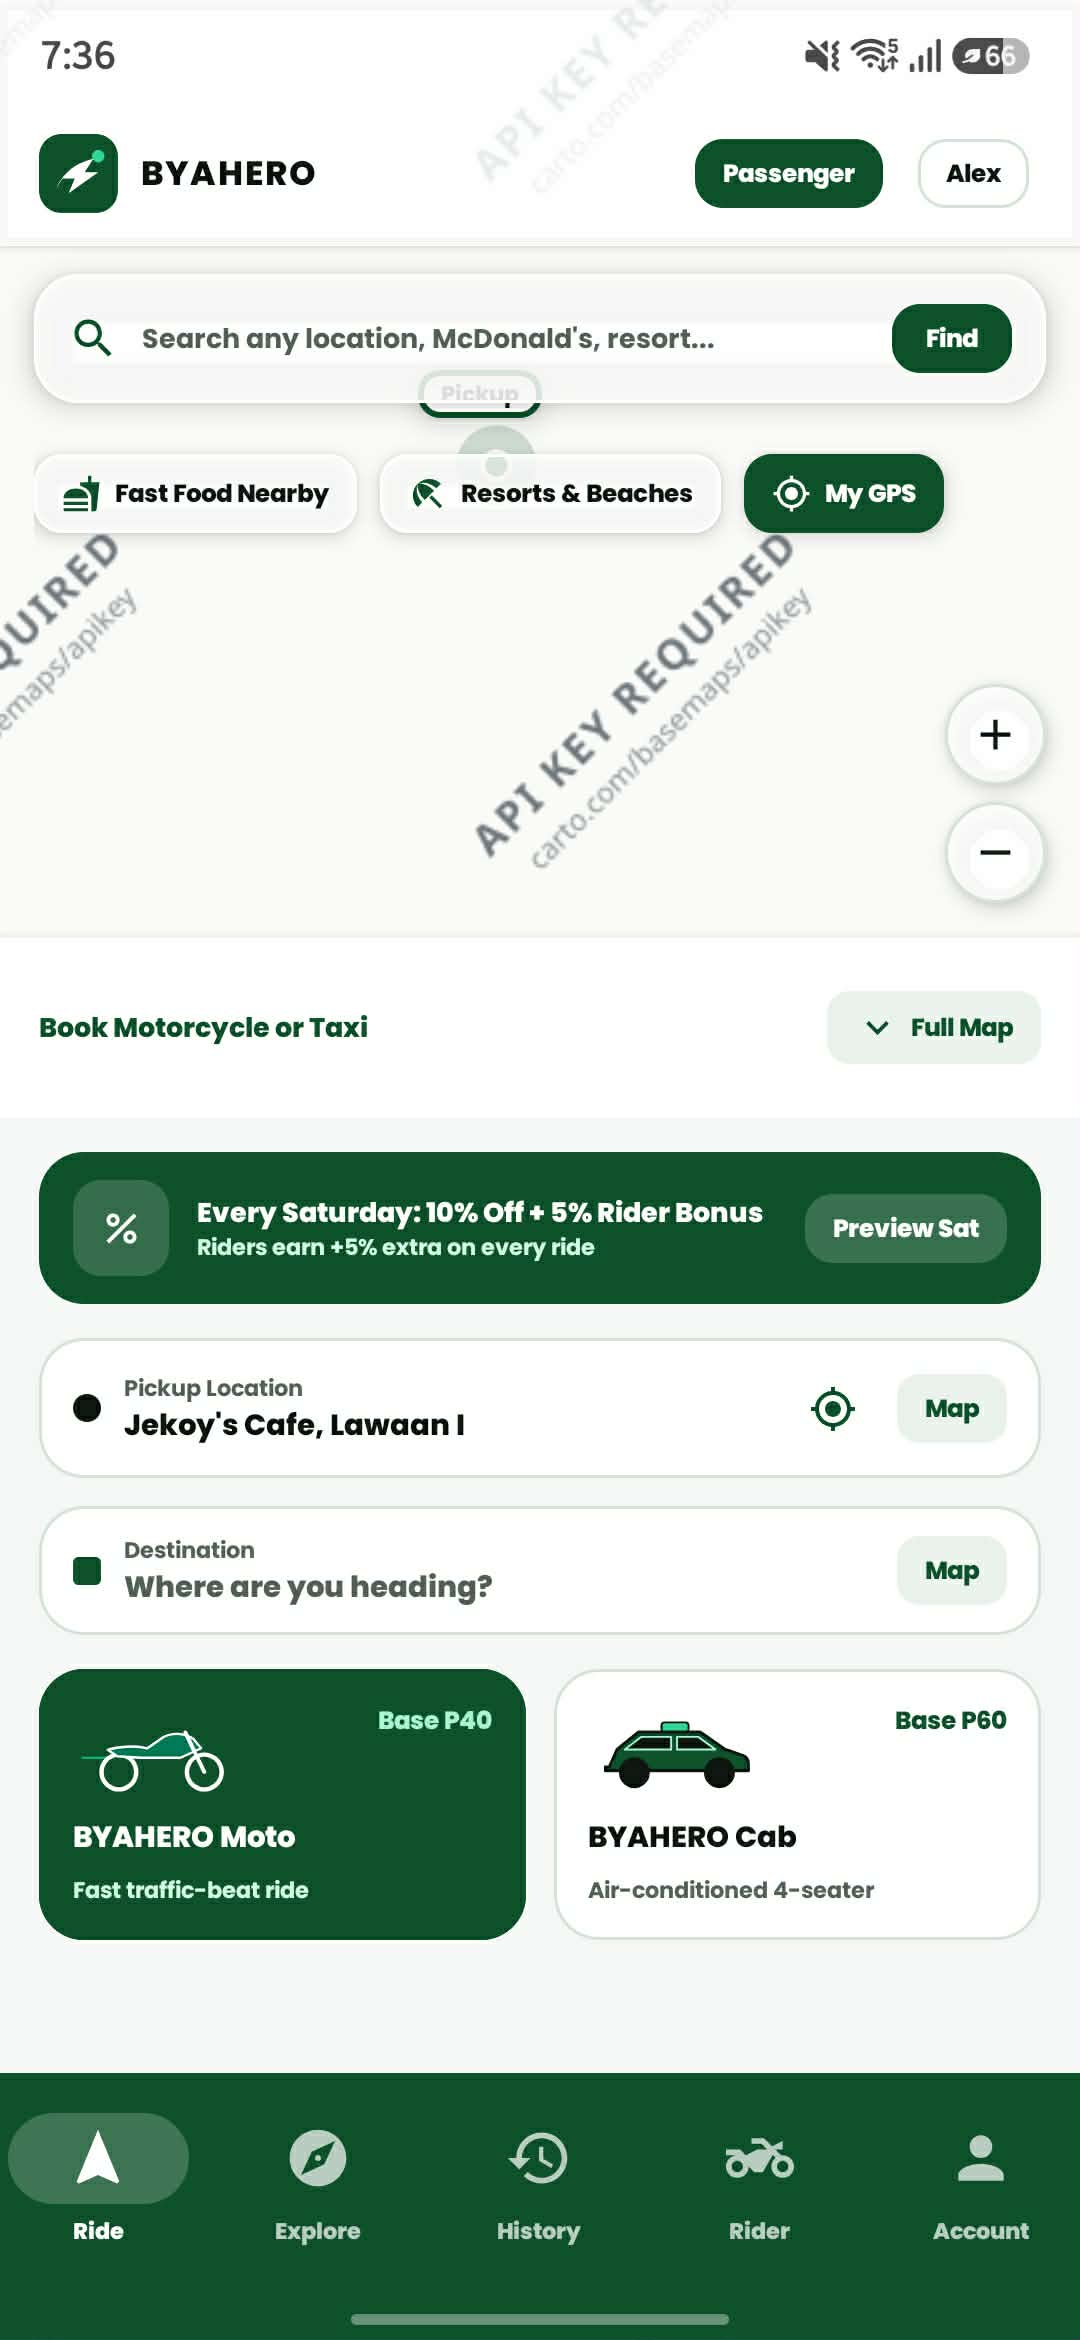 7:36
5
66
API KEY RE
carto.com/basemap
BYAHERO
Passenger
Alex
Search any location, McDonald's, resort...
Find
Pickup
Fast Food Nearby
Resorts & Beaches
My GPS
QUIRED
semaps/apikey
API KEY REQUIRED
carto.com/basemaps/apikey
+
−
Book Motorcycle or Taxi
Full Map
%
Every Saturday: 10% Off + 5% Rider Bonus
Riders earn +5% extra on every ride
Preview Sat
Pickup Location
Jekoy's Cafe, Lawaan I
Map
Destination
Where are you heading?
Map
Base P40
BYAHERO Moto
Fast traffic-beat ride
Base P60
BYAHERO Cab
Air-conditioned 4-seater
Ride
Explore
History
Rider
Account